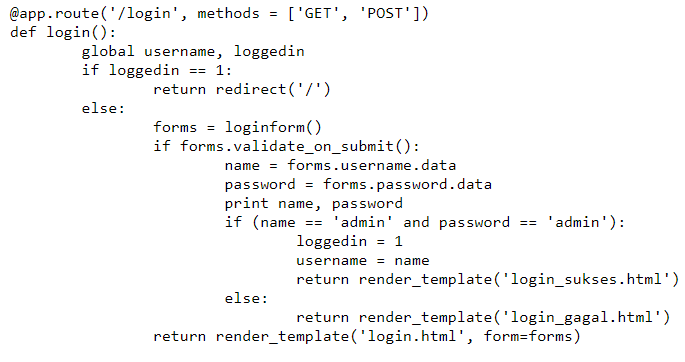 @app.route('/login', methods = ['GET', 'POST'])
def login():
        global username, loggedin
        if loggedin == 1:
                return redirect('/')
        else:
                forms = loginform()
                if forms.validate_on_submit():
                        name = forms.username.data
                        password = forms.password.data
                        print name, password
                        if (name == 'admin' and password == 'admin'):
                                loggedin = 1
                                username = name
                                return render_template('login_sukses.html')
                        else:
                                return render_template('login_gagal.html')
                return render_template('login.html', form=forms)